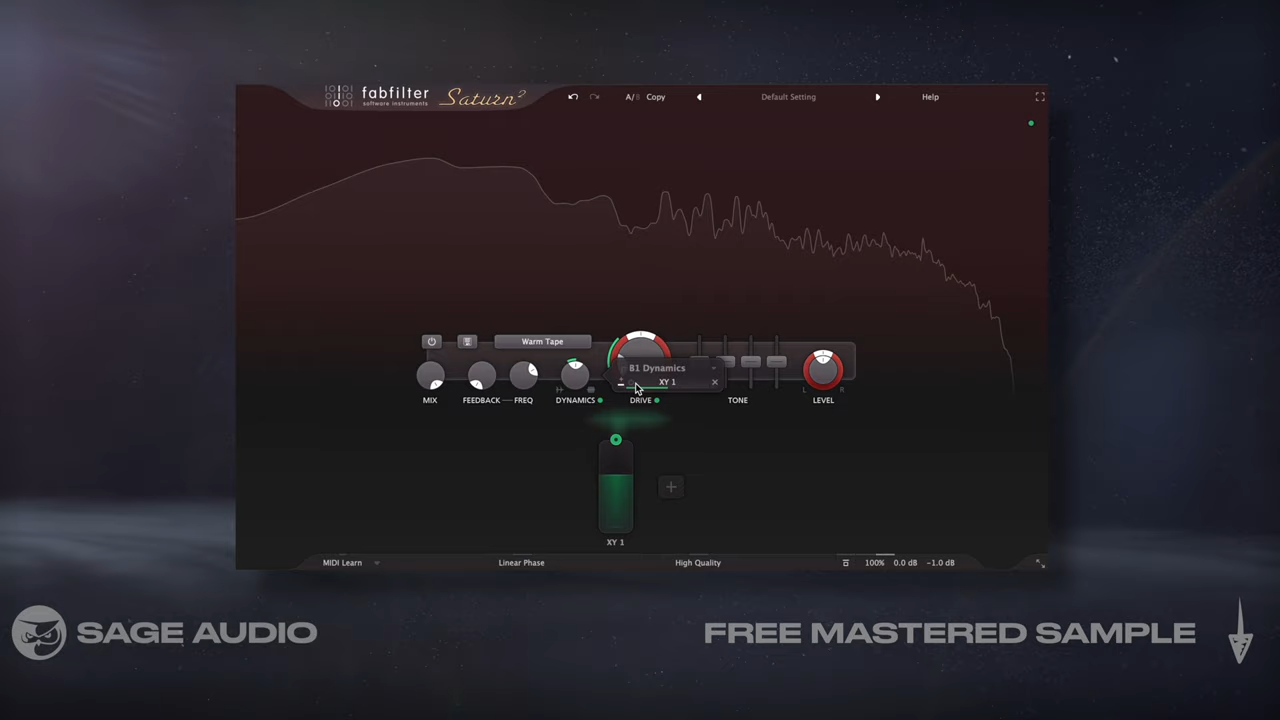 fabfilter
software instruments
Saturn 2
A/B
Copy
Default Setting
Help
Warm Tape
B1 Dynamics
XY 1
MIX
FEEDBACK
FREQ
DYNAMICS
DRIVE
TONE
L
R
LEVEL
XY 1
MIDI Learn
Linear Phase
High Quality
100%
0.0 dB
-1.0 dB
SAGE AUDIO
FREE MASTERED SAMPLE